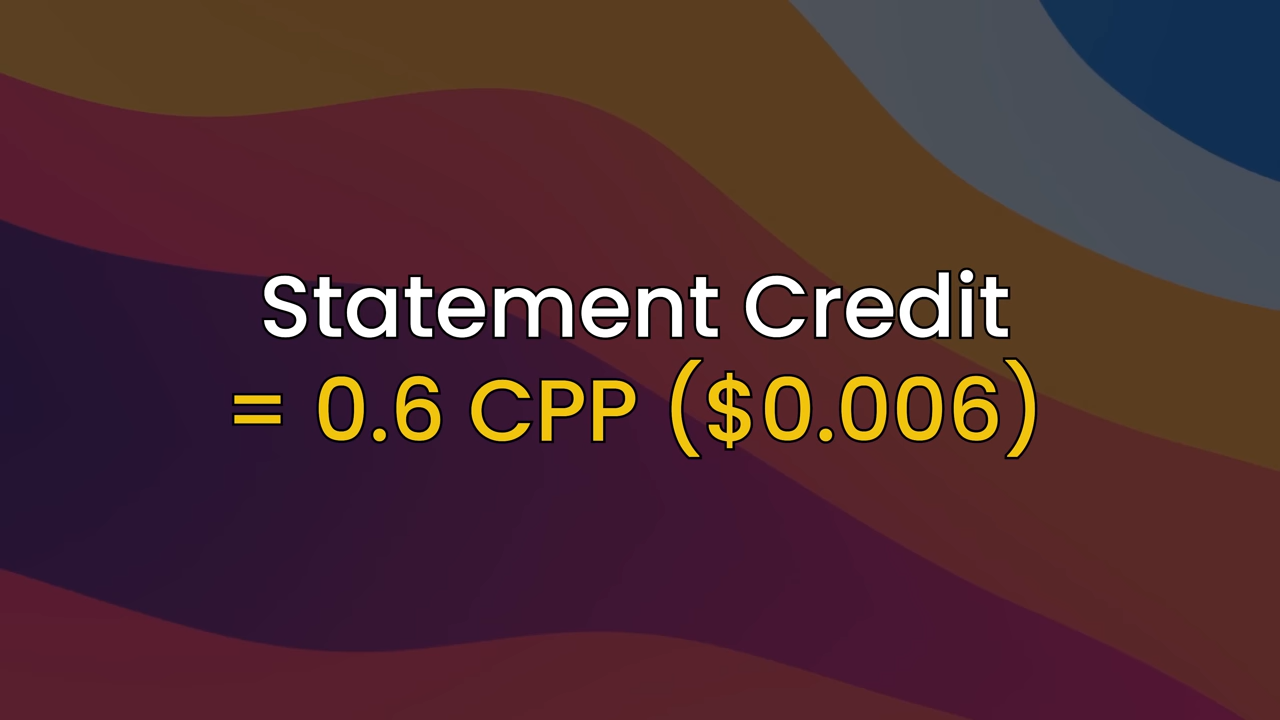 Statement Credit
= 0.6 CPP ($0.006)